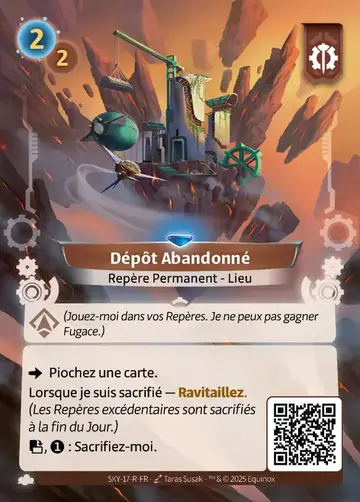 2
2
Dépôt Abandonné
Repère Permanent - Lieu
(Jouez-moi dans vos Repères. Je ne peux pas gagner
Fugace.)
Piochez une carte.
Lorsque je suis sacrifié — Ravitaillez.
(Les Repères excédentaires sont sacrifiés
à la fin du Jour.)
, 1 : Sacrifiez-moi.
SKY-17-R-FR - Taras Susak - ™ & © 2025 Equinox